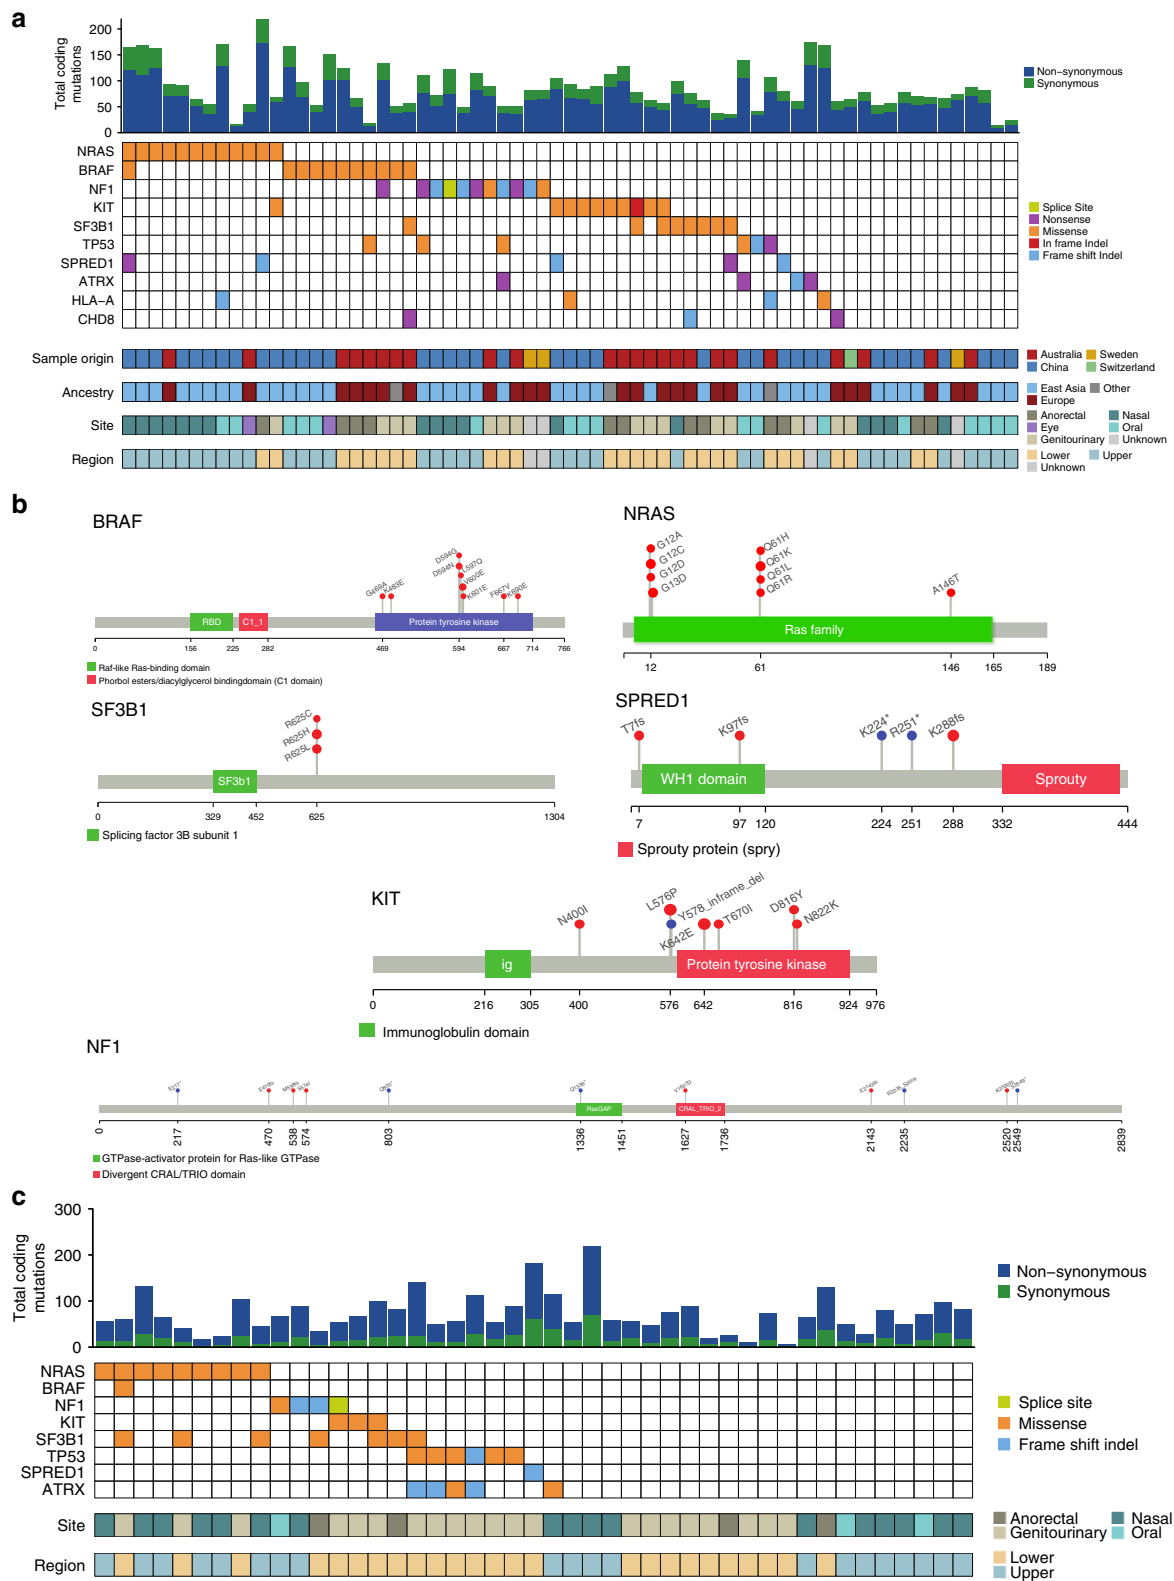 a
Total coding
mutations
200
150
100
50
0
Non−synonymous
Synonymous
NRAS
BRAF
NF1
KIT
SF3B1
TP53
SPRED1
ATRX
HLA−A
CHD8
Splice Site
Nonsense
Missense
In frame Indel
Frame shift Indel
Sample origin
Australia Sweden
China Switzerland
Ancestry
East Asia Other
Europe
Site
Anorectal Nasal
Eye Oral
Genitourinary Unknown
Region
Lower Upper
Unknown
b
BRAF
D594G
D594N L597Q
V600E
G469A K483E K601E F667V K690E
RBD C1_1 Protein tyrosine kinase
0 156 225 282 469 594 667 714 766
Raf-like Ras-binding domain
Phorbol esters/diacylglycerol bindingdomain (C1 domain)
NRAS
G12A Q61H
G12C Q61K
G12D Q61L
G13D Q61R A146T
Ras family
12 61 146 165 189
SF3B1
R625C
R625H
R625L
SF3b1
0 329 452 625 1304
Splicing factor 3B subunit 1
SPRED1
T7fs K97fs K224* R251* K288fs
WH1 domain Sprouty
7 97 120 224 251 288 332 444
Sprouty protein (spry)
KIT
N400I L576P Y578_inframe_del K642E T670I D816Y N822K
ig Protein tyrosine kinase
0 216 305 400 576 642 816 924 976
Immunoglobulin domain
NF1
RasGAP CRAL_TRIO_2
0 217 470 538 574 803 1336 1451 1627 1736 2143 2235 2520 2549 2839
GTPase-activator protein for Ras-like GTPase
Divergent CRAL/TRIO domain
c
Total coding
mutations
300
200
100
0
Non−synonymous
Synonymous
NRAS
BRAF
NF1
KIT
SF3B1
TP53
SPRED1
ATRX
Splice site
Missense
Frame shift indel
Site
Anorectal Nasal
Genitourinary Oral
Region
Lower
Upper